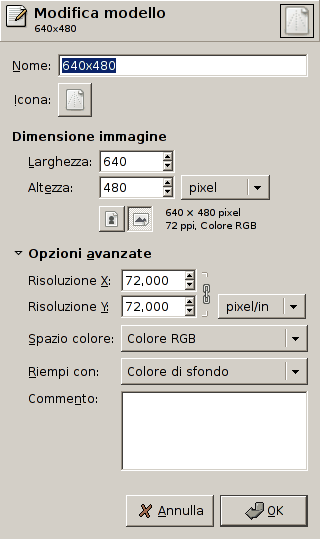 Modifica modello
640x480
Nome: 640x480
Icona:
Dimensione immagine
Larghezza: 640
Altezza: 480 pixel
640 × 480 pixel
72 ppi, Colore RGB
Opzioni avanzate
Risoluzione X: 72,000
Risoluzione Y: 72,000 pixel/in
Spazio colore: Colore RGB
Riempi con: Colore di sfondo
Commento:
Annulla OK